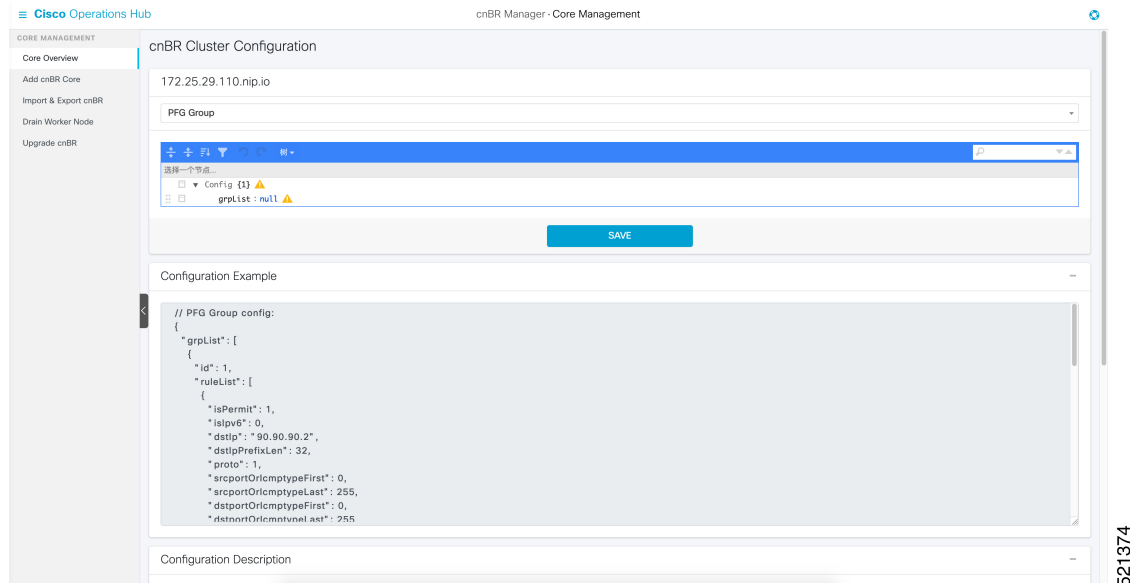 Cisco Operations Hub
cnBR Manager - Core Management
CORE MANAGEMENT
Core Overview
Add cnBR Core
Import & Export cnBR
Drain Worker Node
Upgrade cnBR
cnBR Cluster Configuration
172.25.29.110.nip.io
PFG Group
树
选择一个节点...
Config {1}
grpList : null
SAVE
Configuration Example
// PFG Group config:
{
"grpList": [
{
"id": 1,
"ruleList": [
{
"isPermit": 1,
"isIpv6": 0,
"dstIp": "90.90.90.2",
"dstIpPrefixLen": 32,
"proto": 1,
"srcportOrIcmptypeFirst": 0,
"srcportOrIcmptypeLast": 255,
"dstportOrIcmptypeFirst": 0,
"dstportOrIcmptypeLast": 255
Configuration Description
521374